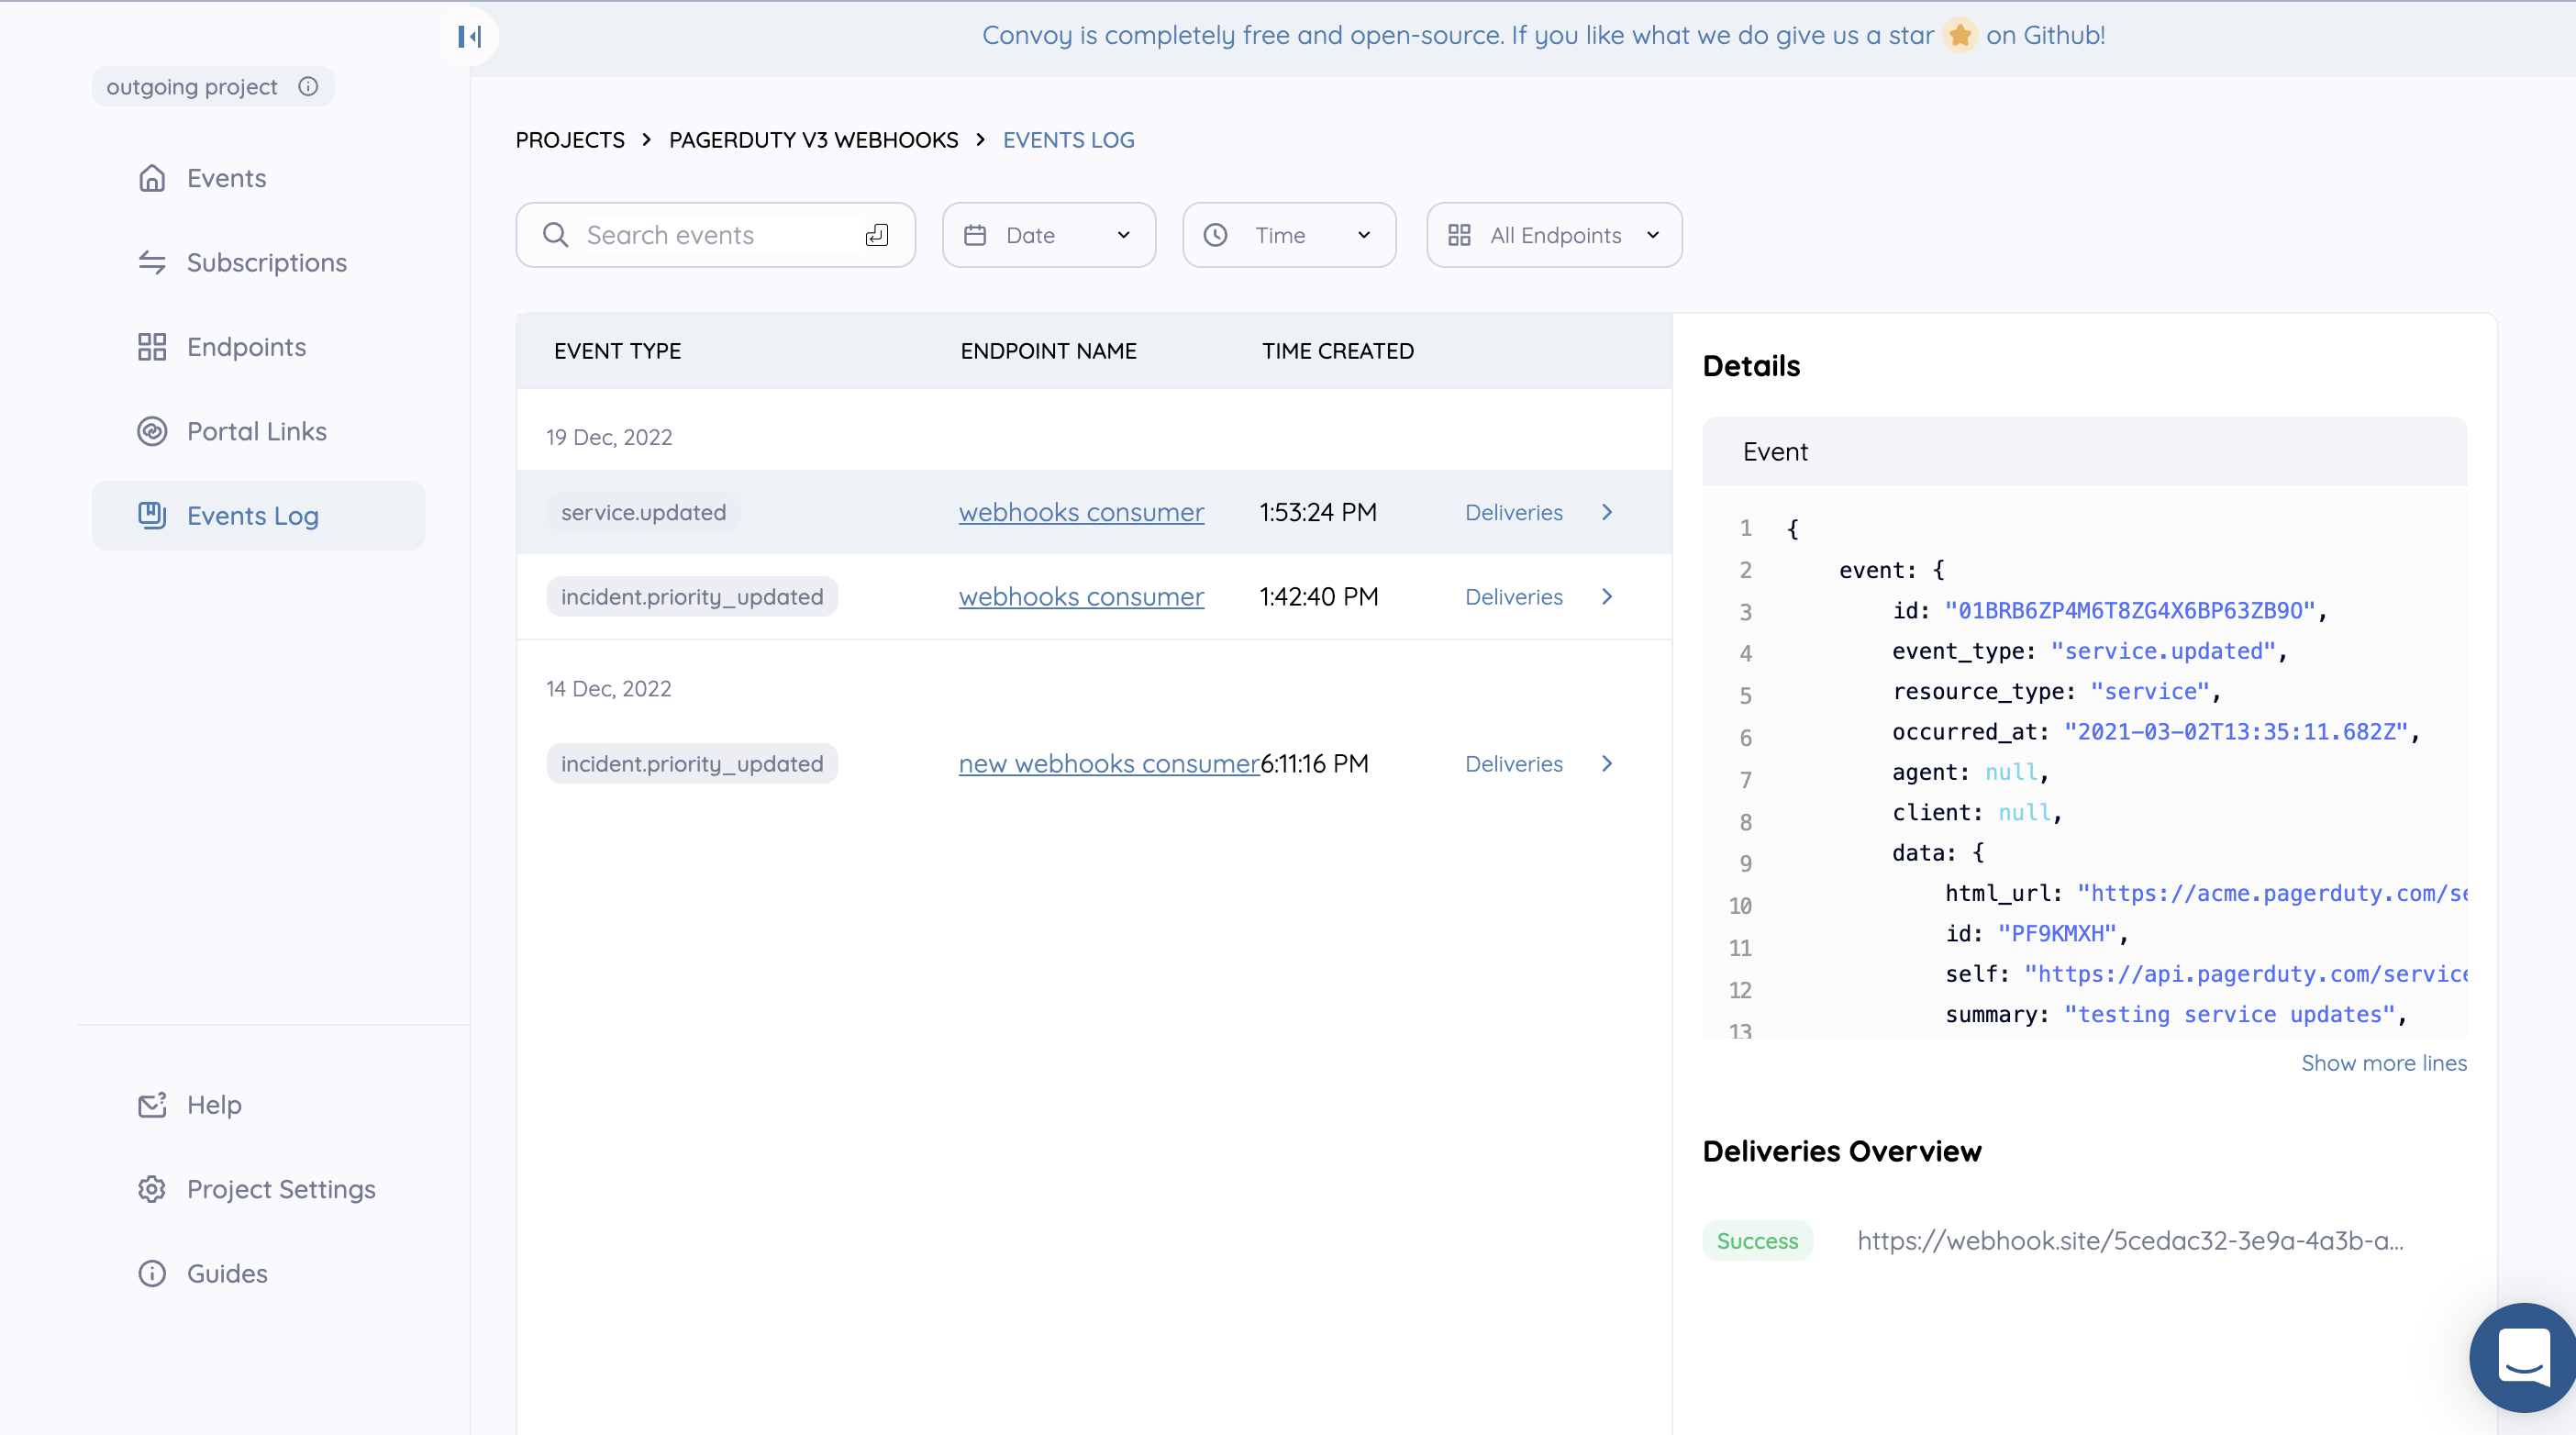 Convoy is completely free and open-source. If you like what we do give us a star on Github!
outgoing project
Events
Subscriptions
Endpoints
Portal Links
Events Log
Help
Project Settings
Guides
PROJECTS > PAGERDUTY V3 WEBHOOKS > EVENTS LOG
Search events Date Time All Endpoints
EVENT TYPE ENDPOINT NAME TIME CREATED
19 Dec, 2022
service.updated webhooks consumer 1:53:24 PM Deliveries
incident.priority_updated webhooks consumer 1:42:40 PM Deliveries
14 Dec, 2022
incident.priority_updated new webhooks consumer 6:11:16 PM Deliveries
Details
Event
1 {
2 event: {
3 id: "01BRB6ZP4M6T8ZG4X6BP63ZB9O",
4 event_type: "service.updated",
5 resource_type: "service",
6 occurred_at: "2021-03-02T13:35:11.682Z",
7 agent: null,
8 client: null,
9 data: {
10 html_url: "https://acme.pagerduty.com/se
11 id: "PF9KMXH",
12 self: "https://api.pagerduty.com/service
13 summary: "testing service updates",
Show more lines
Deliveries Overview
Success https://webhook.site/5cedac32-3e9a-4a3b-a...